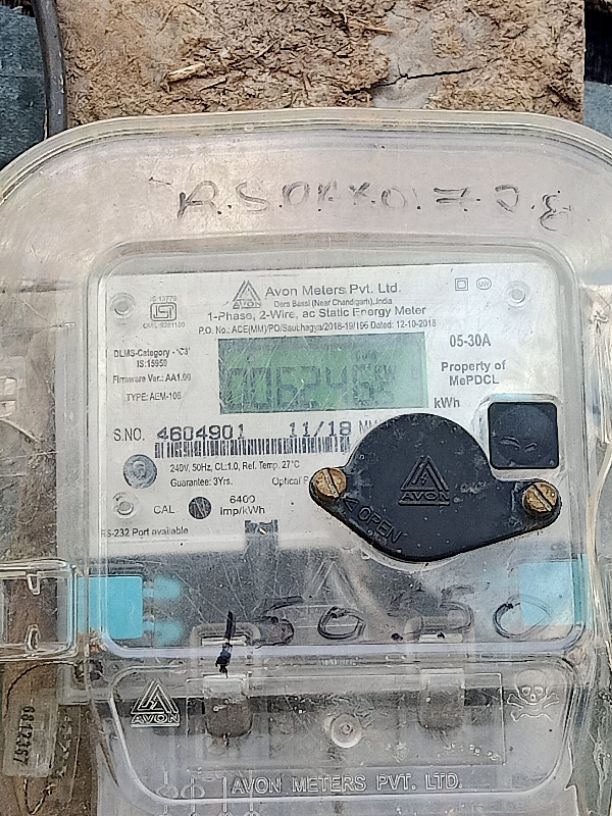 AVON
Avon Meters Pvt. Ltd.
Dera Bassi (Near Chandigarh), India
1-Phase, 2-Wire, ac Static Energy Meter
P.O. No.: ACE(MM)/PO/Saubhagya/2018-19/196 Dated: 12-10-2018
IS:13779
DLMS-Category - 'C3'
IS:15959
Firmware Ver.: AA1.00
TYPE: AEM-106
05-30A
Property of
MePDCL
kWh
S.NO. 4604901 11/18
240V, 50Hz, CL:1.0, Ref. Temp. 27°C
Guarantee: 3Yrs. Optical
CAL 6400
imp/kWh
RS-232 Port available
AVON
< OPEN
AVON
AVON METERS PVT. LTD.